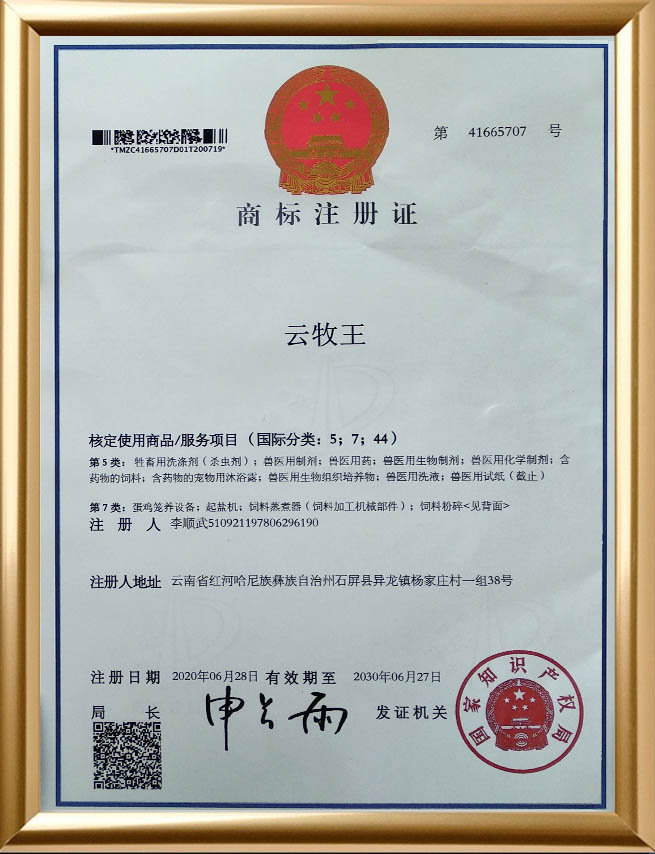 *TMZC41665707D01T200719*
第 41665707 号
商标注册证
云牧王
核定使用商品/服务项目（国际分类：5；7；44）
第5类：牲畜用洗涤剂（杀虫剂）；兽医用制剂；兽医用药；兽医用生物制剂；兽医用化学制剂；含
药物的饲料；含药物的宠物用沐浴露；兽医用生物组织培养物；兽医用洗液；兽医用试纸（截止）
第7类：蛋鸡笼养设备；起盐机；饲料蒸煮器（饲料加工机械部件）；饲料粉碎<见背面>
注册人 李顺武510921197806296190
注册人地址 云南省红河哈尼族彝族自治州石屏县异龙镇杨家庄村一组38号
注册日期 2020年06月28日 有效期至 2030年06月27日
局长 申长雨 发证机关
国家知识产权局